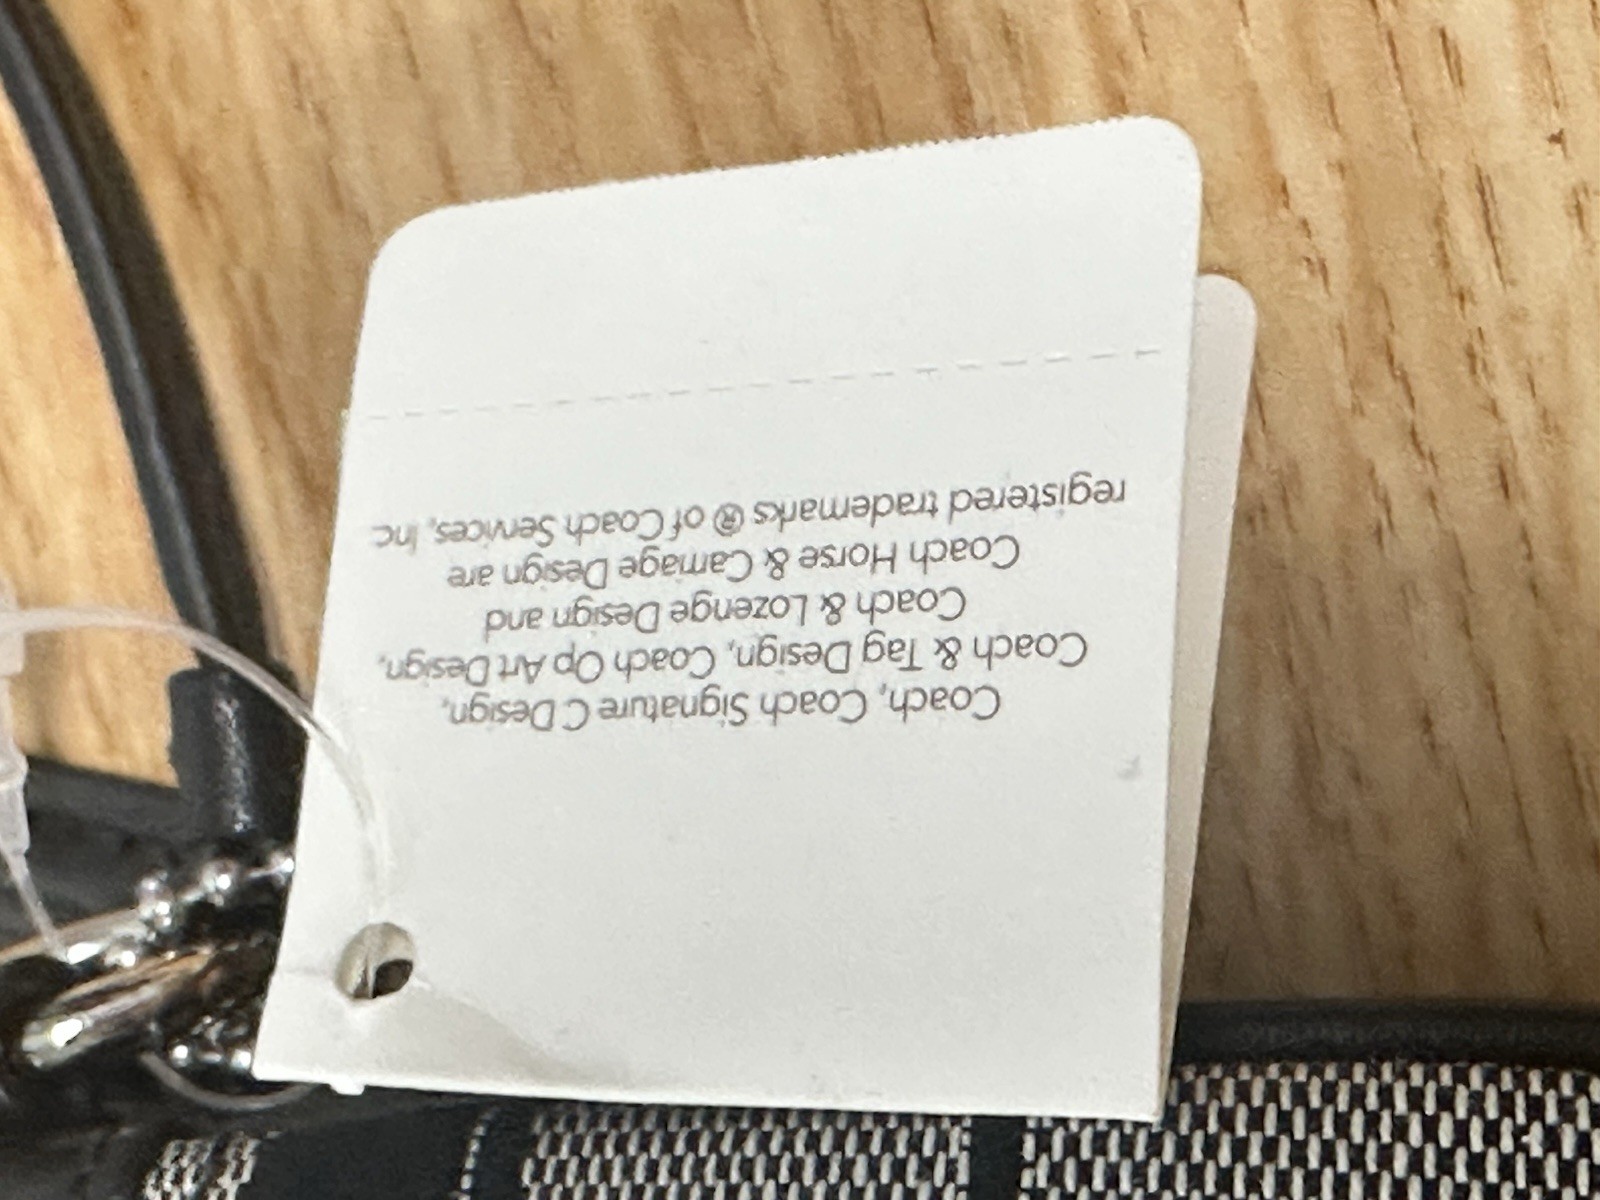 Coach, Coach Signature C Design,
Coach & Tag Design, Coach Op Art Design,
Coach & Lozenge Design and
Coach Horse & Carriage Design are
registered trademarks ® of Coach Services, Inc.